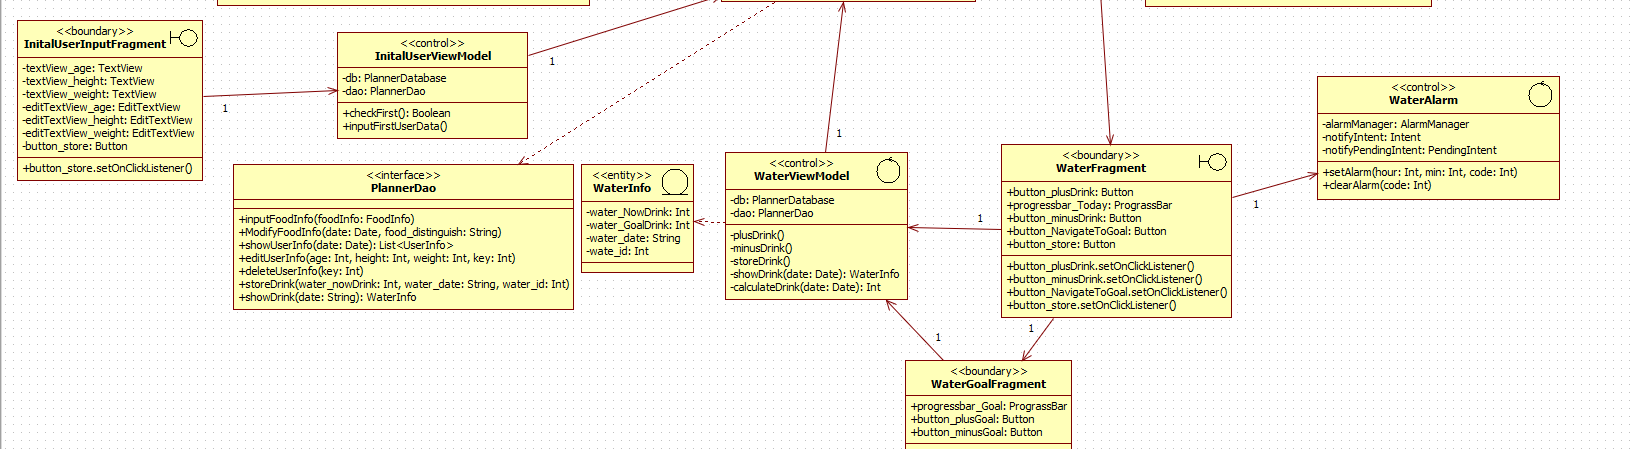 <<boundary>>
InitalUserInputFragment
-textView_age: TextView
-textView_height: TextView
-textView_weight: TextView
-editTextView_age: EditTextView
-editTextView_height: EditTextView
-editTextView_weight: EditTextView
-button_store: Button
+button_store.setOnClickListener()
1
<<control>>
InitalUserViewModel
-db: PlannerDatabase
-dao: PlannerDao
+checkFirst(): Boolean
+inputFirstUserData()
1
<<interface>>
PlannerDao
+inputFoodInfo(foodInfo: FoodInfo)
+ModifyFoodInfo(date: Date, food_distinguish: String)
+showUserInfo(date: Date): List<UserInfo>
+editUserInfo(age: Int, height: Int, weight: Int, key: Int)
+deleteUserInfo(key: Int)
+storeDrink(water_nowDrink: Int, water_date: String, water_id: Int)
+showDrink(date: String): WaterInfo
<<entity>>
WaterInfo
-water_NowDrink: Int
-water_GoalDrink: Int
-water_date: String
-wate_id: Int
1
<<control>>
WaterViewModel
-db: PlannerDatabase
-dao: PlannerDao
-plusDrink()
-minusDrink()
-storeDrink()
-showDrink(date: Date): WaterInfo
-calculateDrink(date: Date): Int
1
<<boundary>>
WaterFragment
+button_plusDrink: Button
+progressbar_Today: PrograssBar
+button_minusDrink: Button
+button_NavigateToGoal: Button
+button_store: Button
+button_plusDrink.setOnClickListener()
+button_minusDrink.setOnClickListener()
+button_NavigateToGoal.setOnClickListener()
+button_store.setOnClickListener()
1
<<control>>
WaterAlarm
-alarmManager: AlarmManager
-notifyIntent: Intent
-notifyPendingIntent: PendingIntent
+setAlarm(hour: Int, min: Int, code: Int)
+clearAlarm(code: Int)
1
1
<<boundary>>
WaterGoalFragment
+progressbar_Goal: PrograssBar
+button_plusGoal: Button
+button_minusGoal: Button